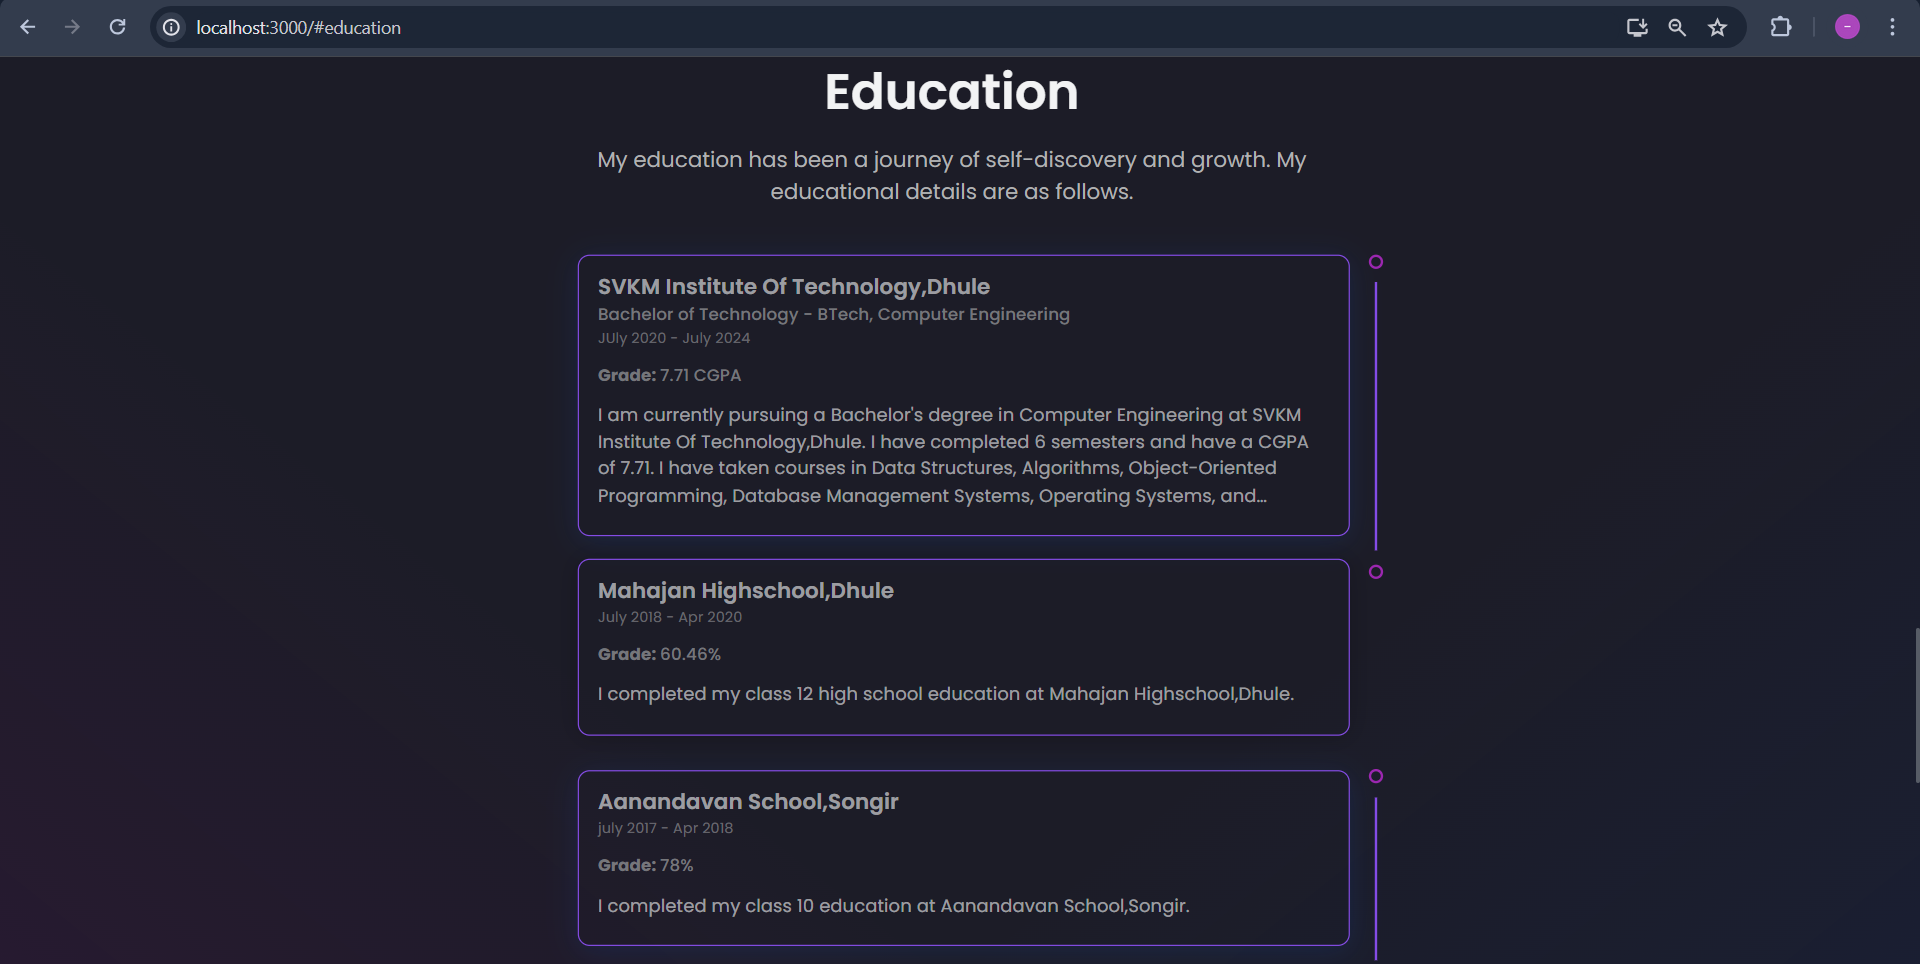 localhost:3000/#education
Education
My education has been a journey of self-discovery and growth. My
educational details are as follows.
SVKM Institute Of Technology,Dhule
Bachelor of Technology - BTech, Computer Engineering
JUly 2020 - July 2024
Grade: 7.71 CGPA
I am currently pursuing a Bachelor's degree in Computer Engineering at SVKM
Institute Of Technology,Dhule. I have completed 6 semesters and have a CGPA
of 7.71. I have taken courses in Data Structures, Algorithms, Object-Oriented
Programming, Database Management Systems, Operating Systems, and...
Mahajan Highschool,Dhule
July 2018 - Apr 2020
Grade: 60.46%
I completed my class 12 high school education at Mahajan Highschool,Dhule.
Aanandavan School,Songir
july 2017 - Apr 2018
Grade: 78%
I completed my class 10 education at Aanandavan School,Songir.